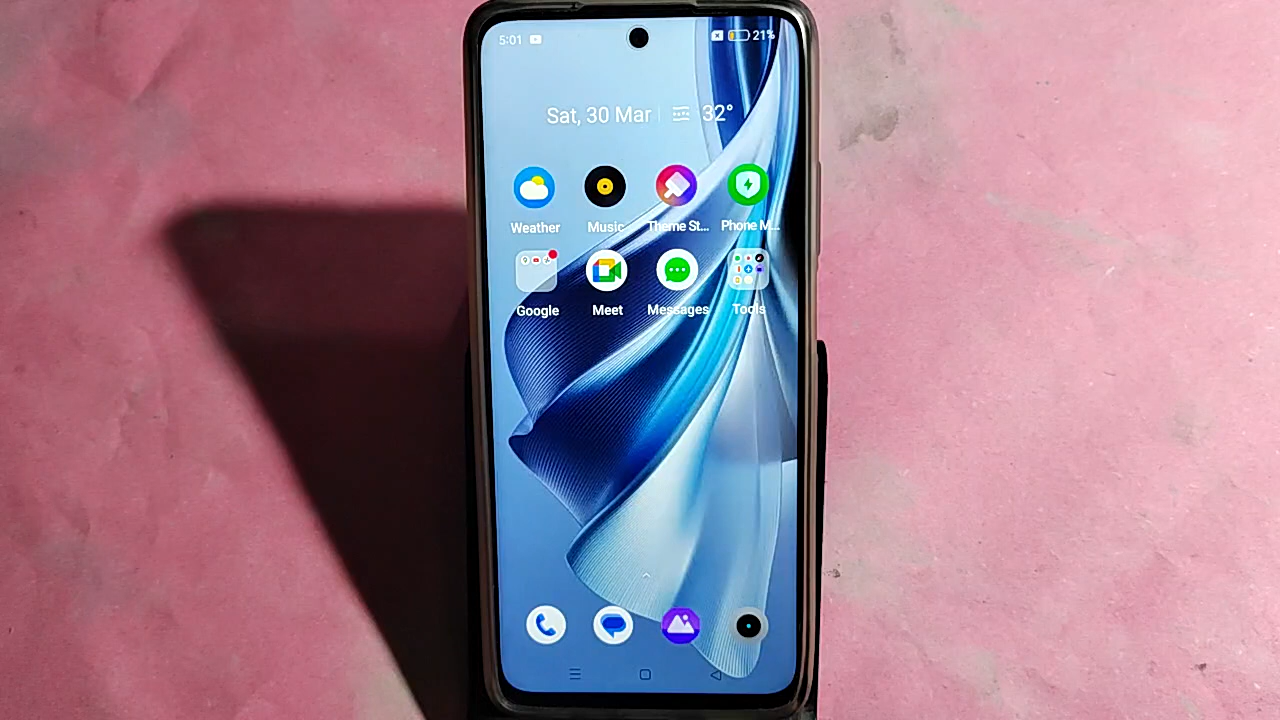 5:01 21%
Sat, 30 Mar 32°
Weather Music Theme St... Phone M...
Google Meet Messages Tools